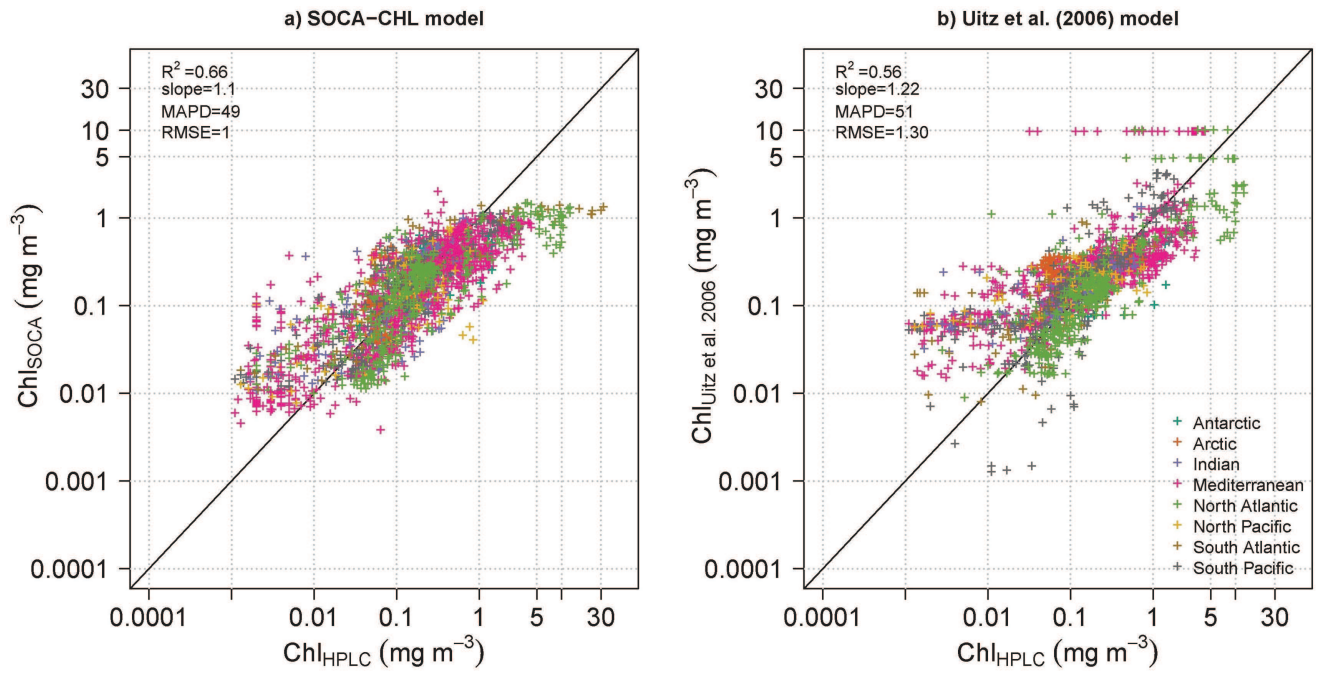 a) SOCA−CHL model
R² =0.66
slope=1.1
MAPD=49
RMSE=1
30
10
5
1
0.1
0.01
0.001
0.0001
Chl_SOCA (mg m⁻³)
0.0001 0.01 0.1 1 5 30
Chl_HPLC (mg m⁻³)
b) Uitz et al. (2006) model
R² =0.56
slope=1.22
MAPD=51
RMSE=1.30
30
10
5
1
0.1
0.01
0.001
0.0001
Chl_Uitz et al. 2006 (mg m⁻³)
Antarctic
Arctic
Indian
Mediterranean
North Atlantic
North Pacific
South Atlantic
South Pacific
0.0001 0.01 0.1 1 5 30
Chl_HPLC (mg m⁻³)